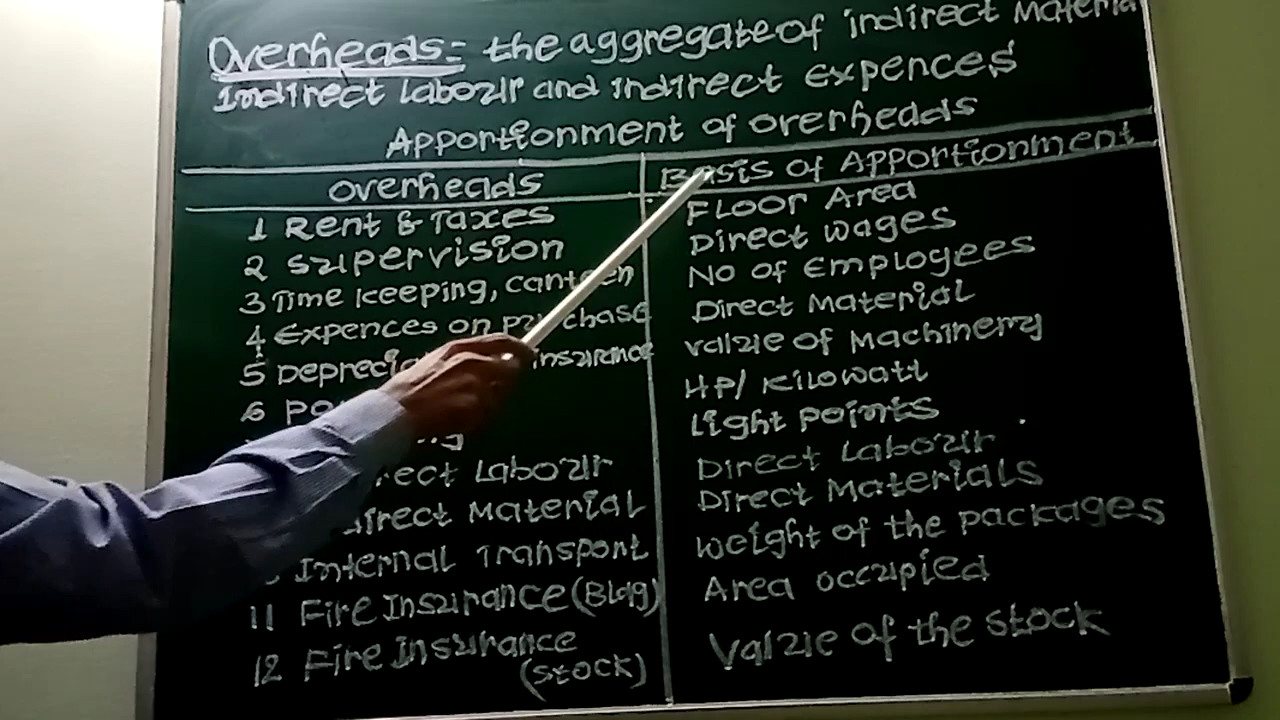 Overheads:- the aggregate of indirect Materia
Indirect Labour and indirect Expences
Apportionment of overheads
Overheads Basis of Apportionment
1 Rent & Taxes Floor Area
2 Supervision Direct wages
3 Time keeping, canteen No of Employees
4 Expences on purchase Direct Material
5 insurance value of Machinery
6 HP/ Kilowatt
Light points
Labour Direct Labour
Material Direct Materials
Internal Transport weight of the packages
11 Fire Insurance (Bldg) Area occupied
12 Fire insurance Value of the stock
(stock)